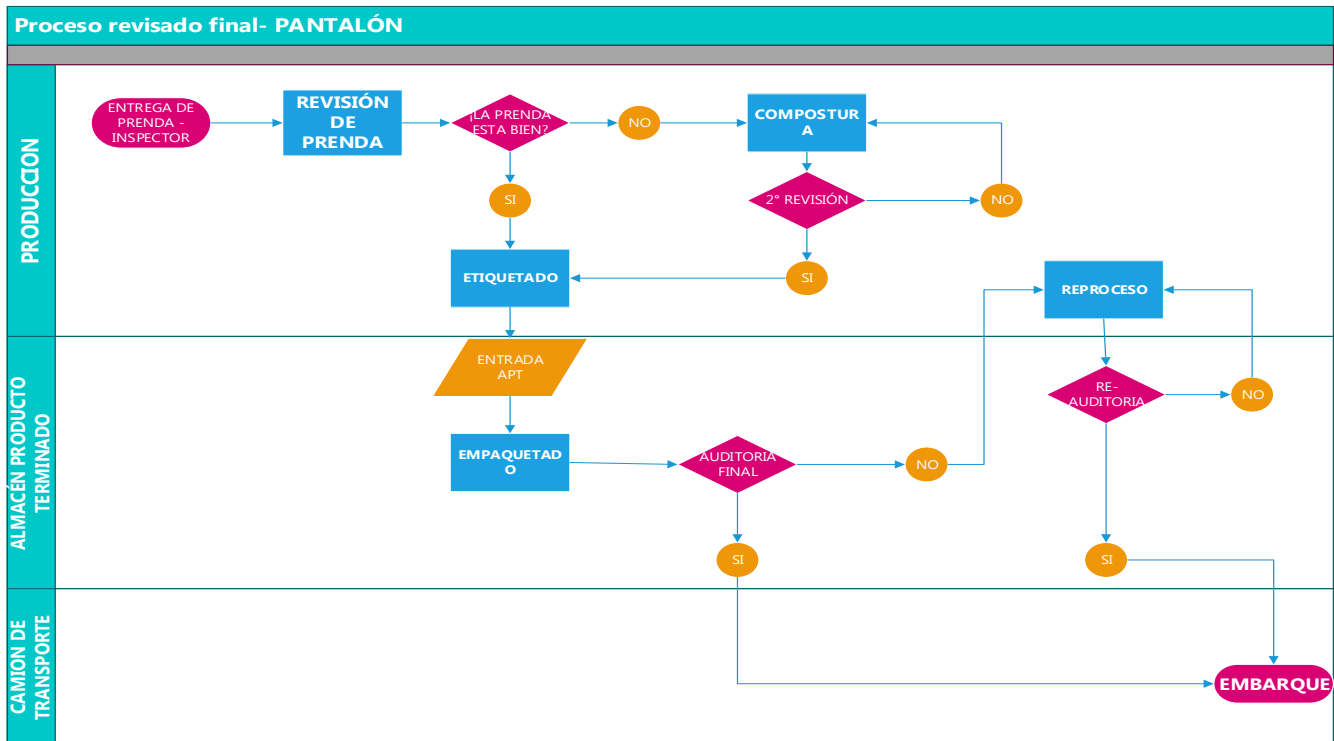 Proceso revisado final- PANTALÓN
PRODUCCION
ENTREGA DE
PRENDA -
INSPECTOR
REVISIÓN
DE
PRENDA
¡LA PRENDA
ESTA BIEN?
NO
COMPOSTUR
A
SI
2° REVISIÓN
NO
ETIQUETADO
SI
REPROCESO
ALMACÉN PRODUCTO
TERMINADO
ENTRADA
APT
RE-
AUDITORIA
NO
EMPAQUETAD
O
AUDITORIA
FINAL
NO
SI
SI
CAMION DE
TRANSPORTE
EMBARQUE